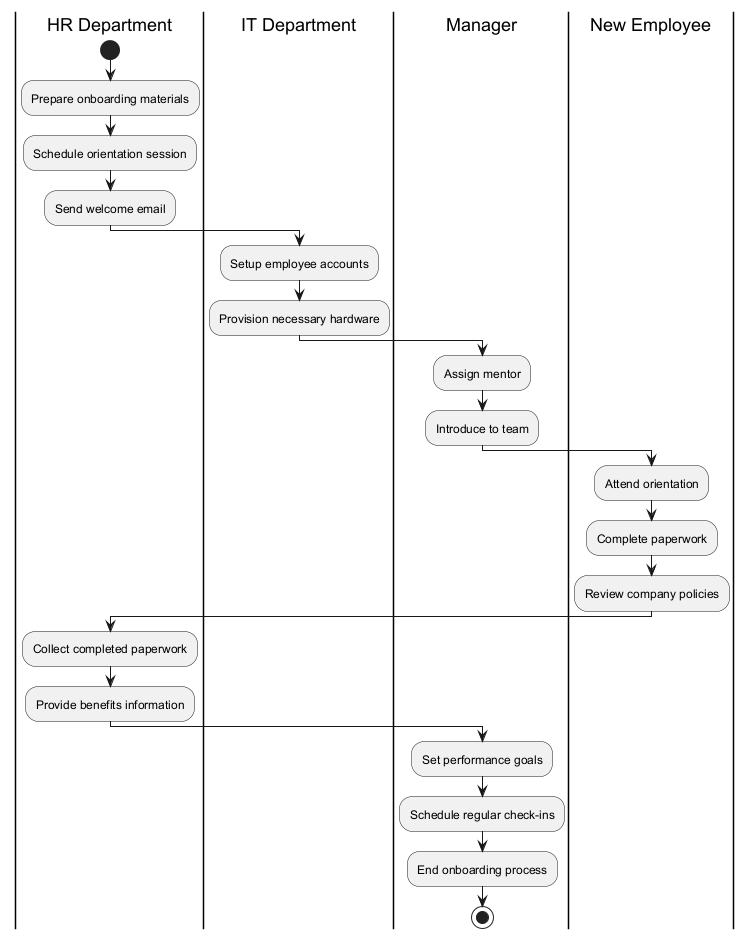 HR Department
IT Department
Manager
New Employee
Prepare onboarding materials
Schedule orientation session
Send welcome email
Setup employee accounts
Provision necessary hardware
Assign mentor
Introduce to team
Attend orientation
Complete paperwork
Review company policies
Collect completed paperwork
Provide benefits information
Set performance goals
Schedule regular check-ins
End onboarding process